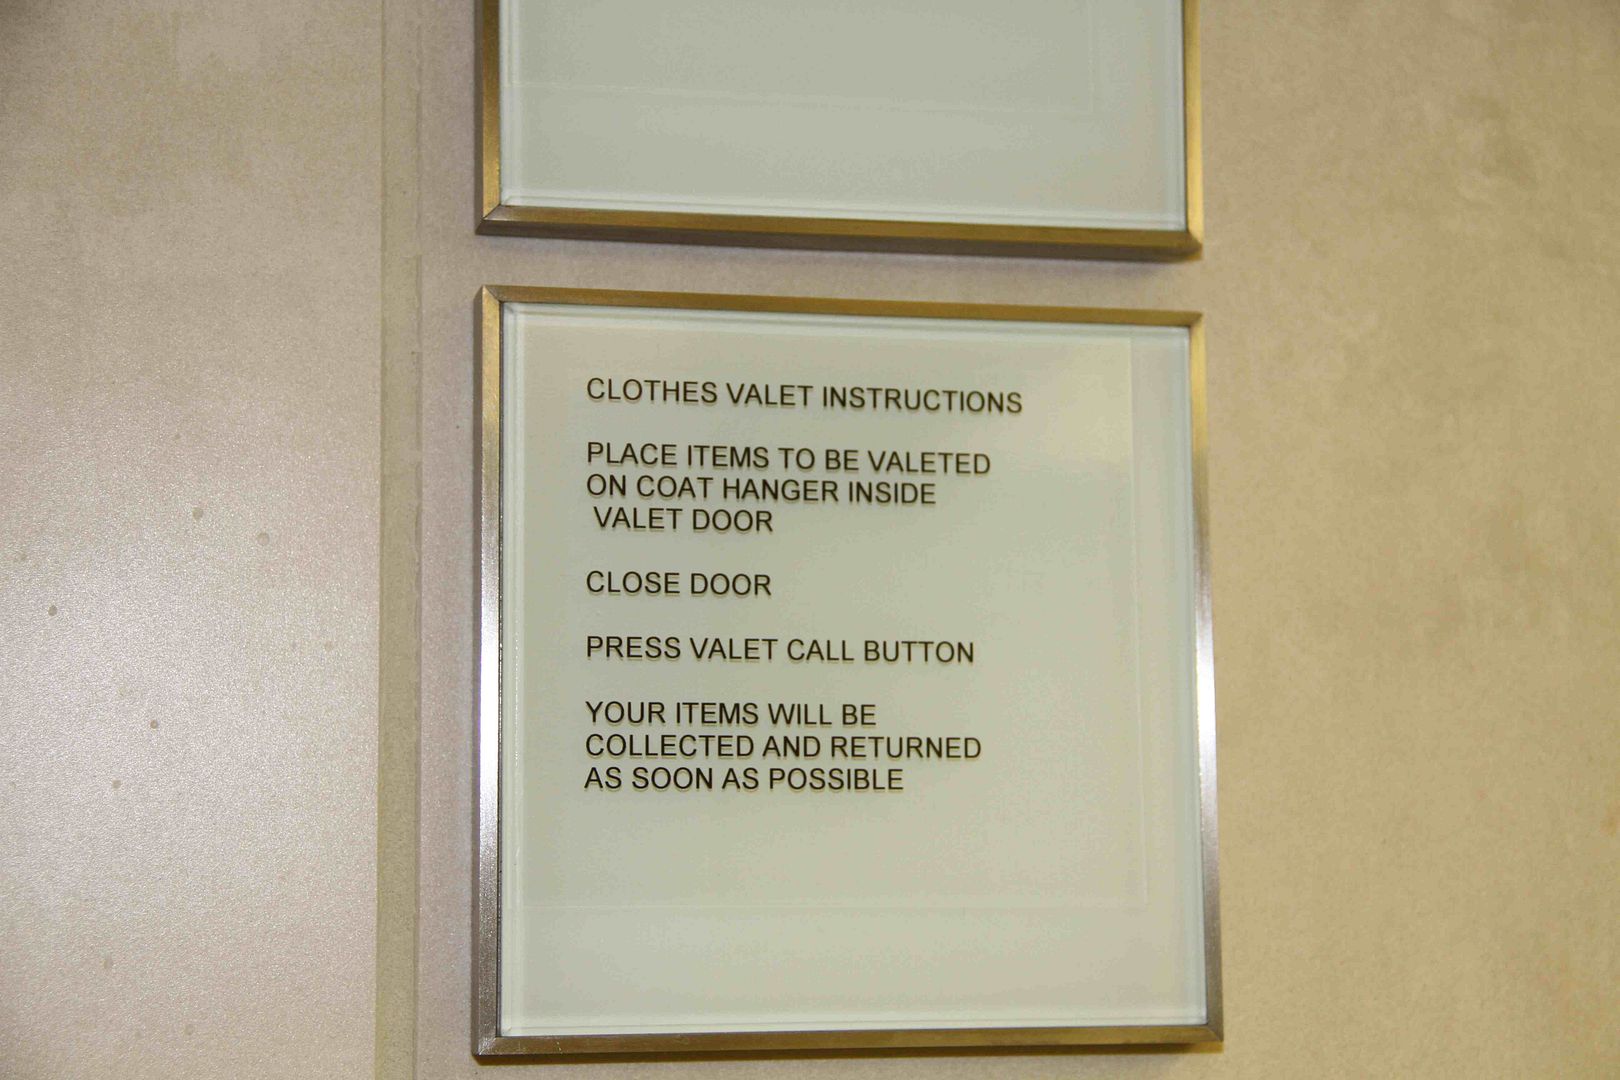 CLOTHES VALET INSTRUCTIONS
PLACE ITEMS TO BE VALETED
ON COAT HANGER INSIDE
VALET DOOR
CLOSE DOOR
PRESS VALET CALL BUTTON
YOUR ITEMS WILL BE
COLLECTED AND RETURNED
AS SOON AS POSSIBLE